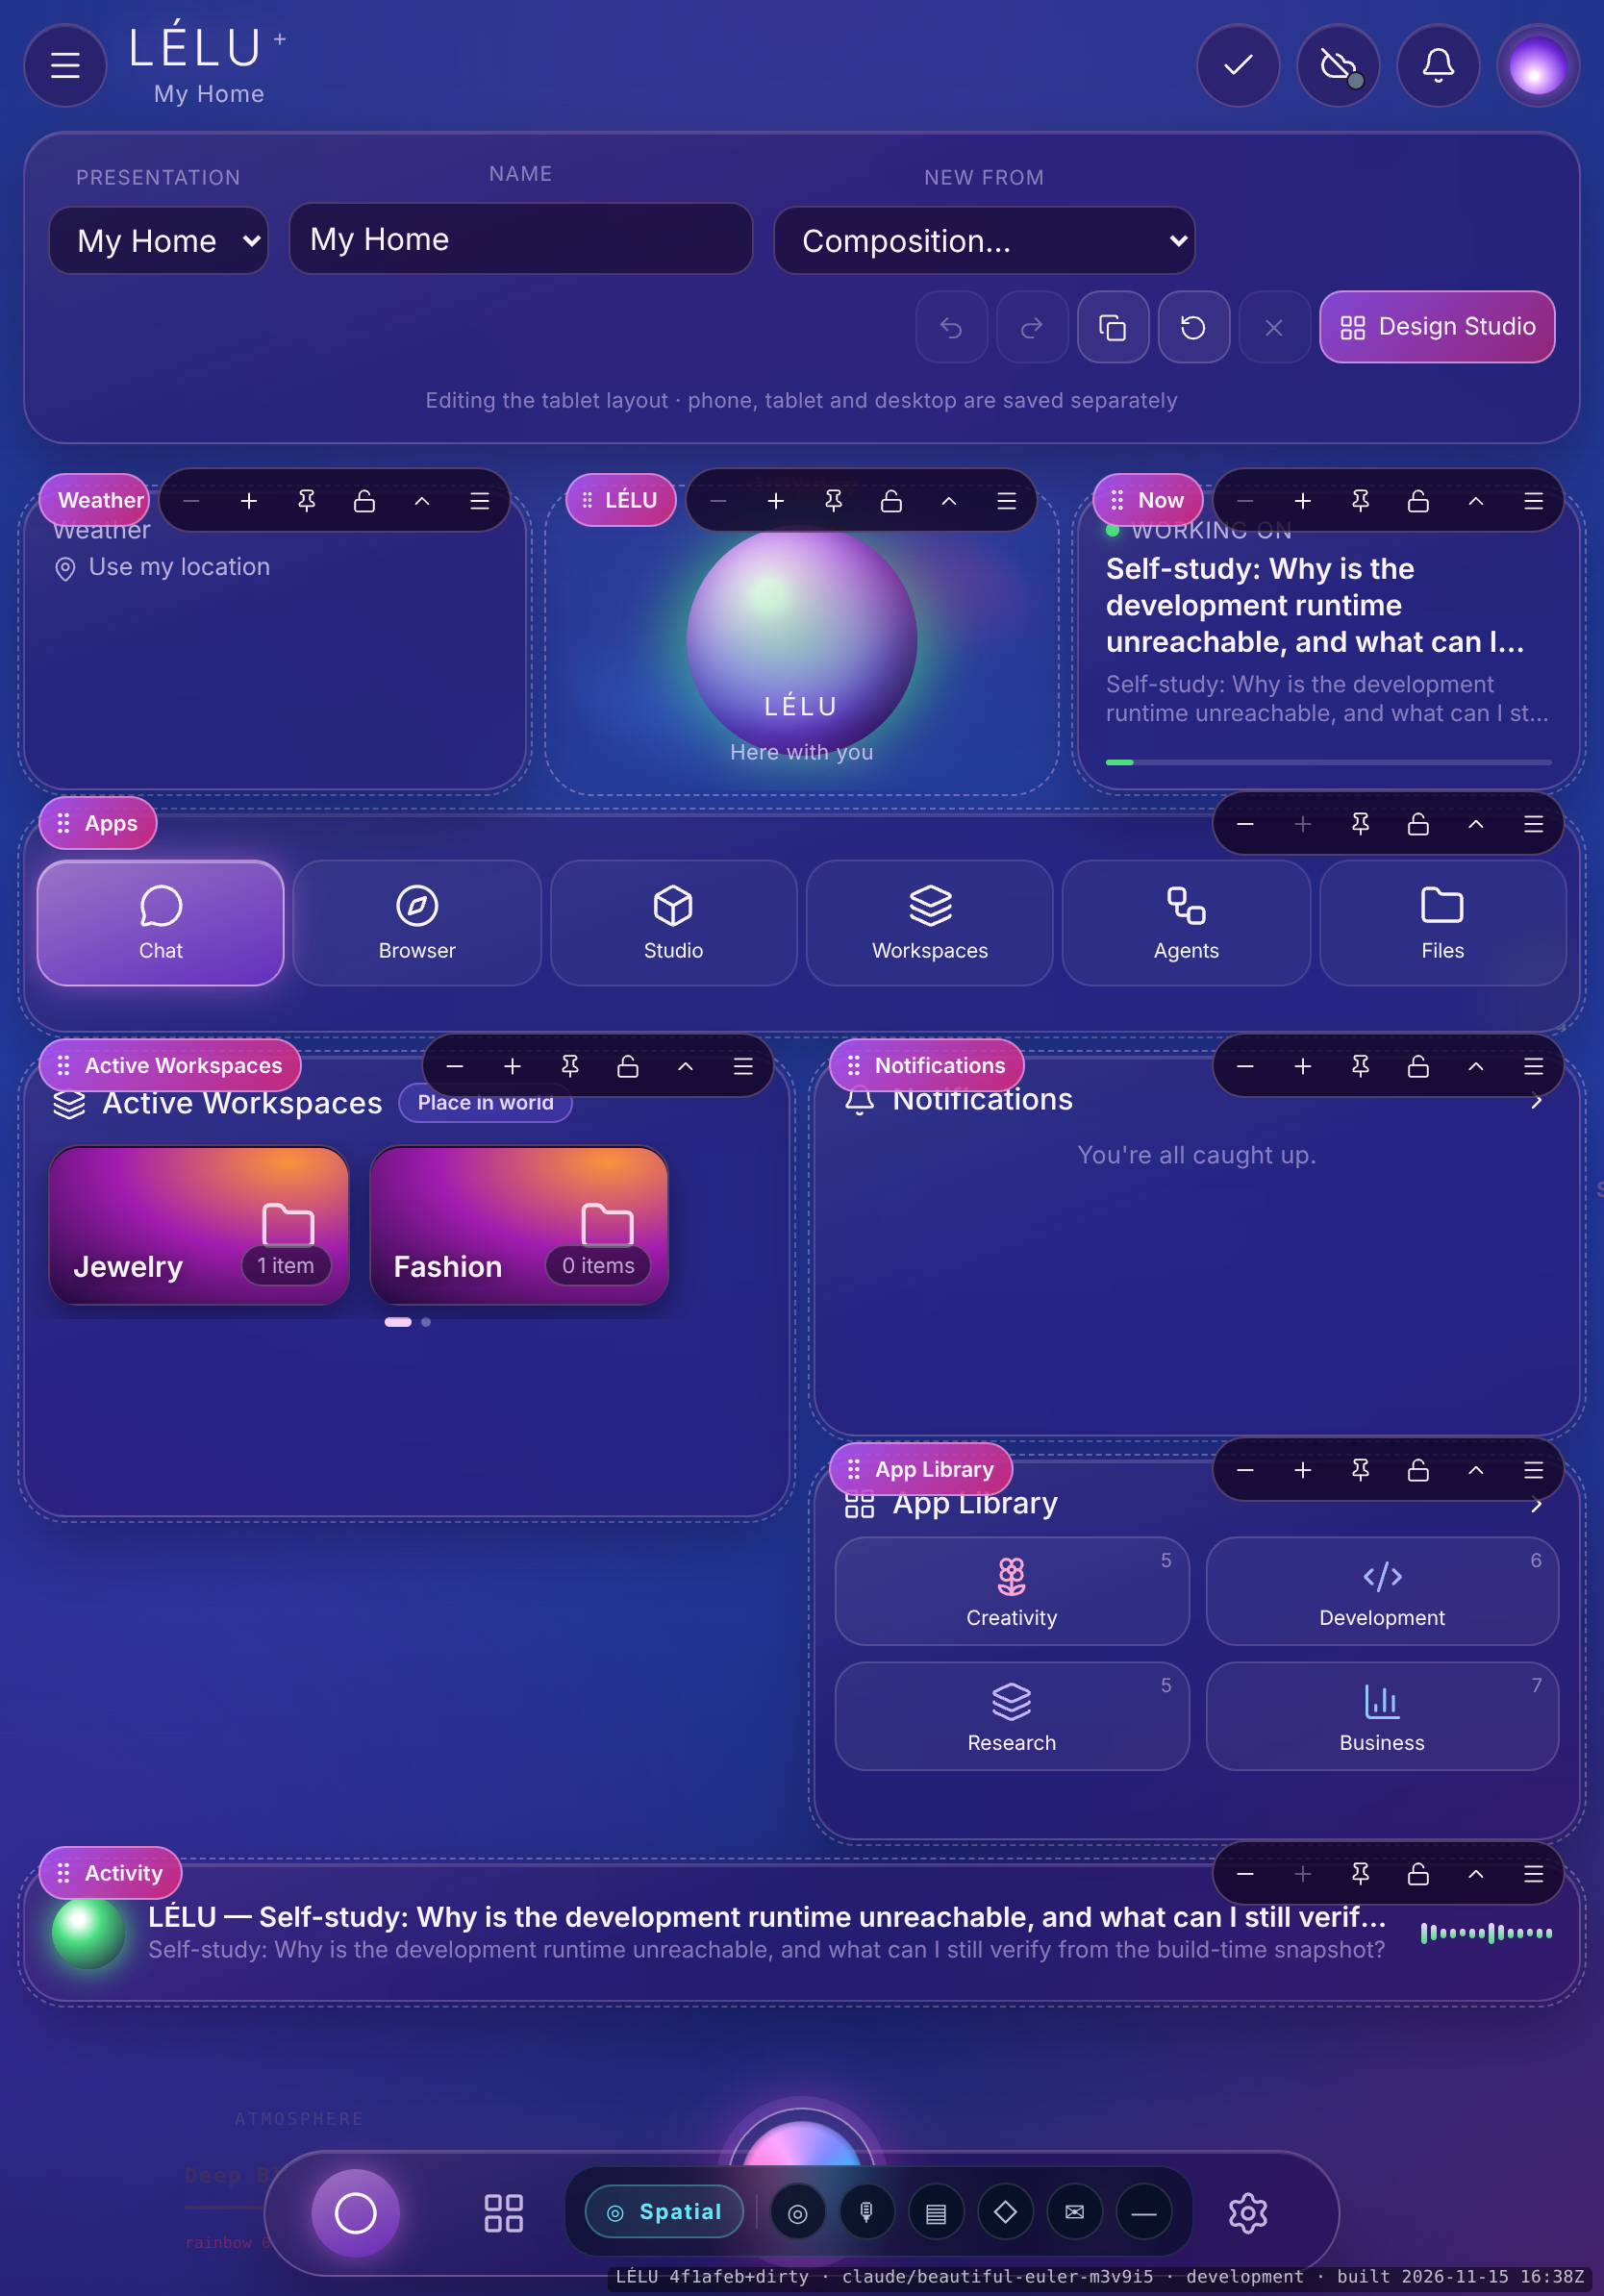 LÉLU +
My Home
PRESENTATION
NAME
NEW FROM
My Home
My Home
Composition...
Design Studio
Editing the tablet layout · phone, tablet and desktop are saved separately
Weather
LÉLU
Now
Weather
Use my location
LÉLU
Here with you
WORKING ON
Self-study: Why is the
development runtime
unreachable, and what can I...
Self-study: Why is the development
runtime unreachable, and what can I st...
Apps
Chat
Browser
Studio
Workspaces
Agents
Files
Active Workspaces
Active Workspaces
Place in world
Jewelry
1 item
Fashion
0 items
Notifications
Notifications
You're all caught up.
App Library
App Library
Creativity
5
Development
6
Research
5
Business
7
Activity
LÉLU — Self-study: Why is the development runtime unreachable, and what can I still verif...
Self-study: Why is the development runtime unreachable, and what can I still verify from the build-time snapshot?
ATMOSPHERE
Deep
rainbow
Spatial
LÉLU 4f1afeb+dirty · claude/beautiful-euler-m3v9i5 · development · built 2026-11-15 16:38Z